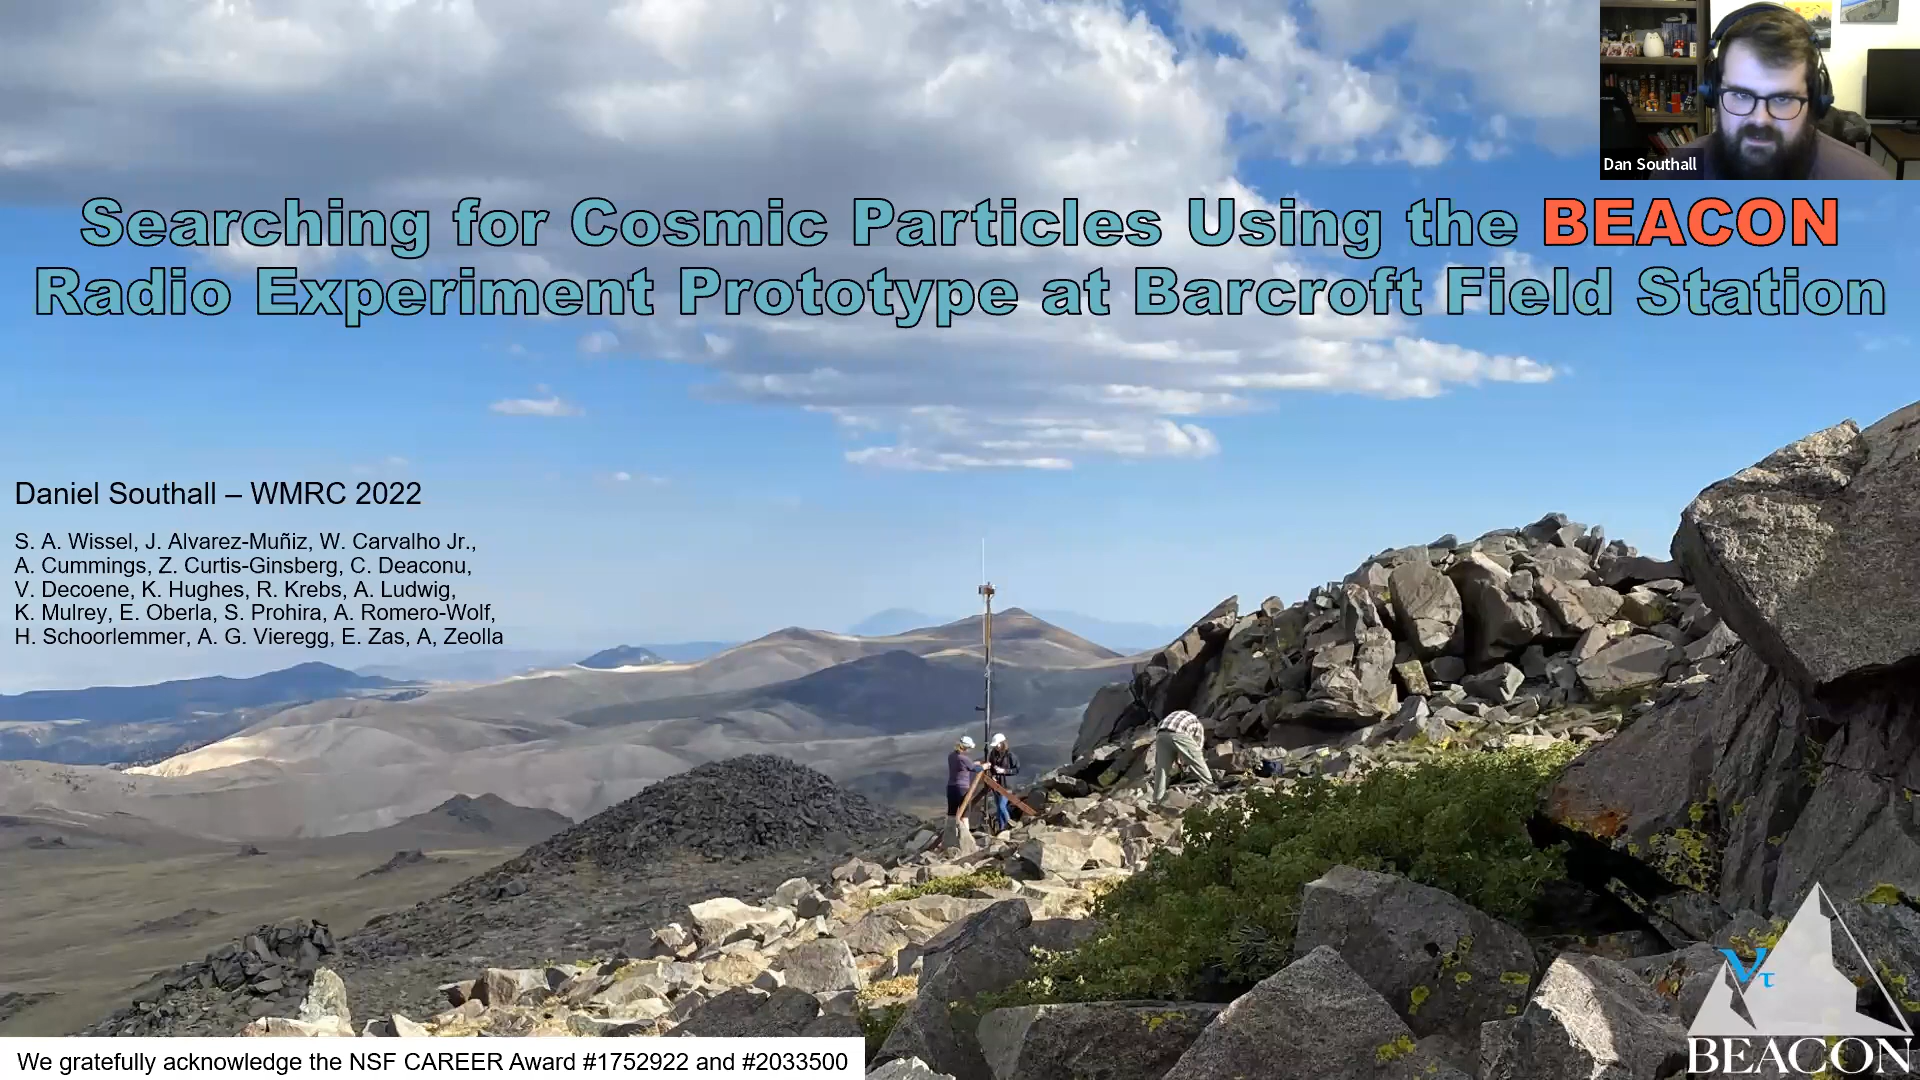 Dan Southall
Searching for Cosmic Particles Using the BEACON
Radio Experiment Prototype at Barcroft Field Station
Daniel Southall – WMRC 2022
S. A. Wissel, J. Alvarez-Muñiz, W. Carvalho Jr.,
A. Cummings, Z. Curtis-Ginsberg, C. Deaconu,
V. Decoene, K. Hughes, R. Krebs, A. Ludwig,
K. Mulrey, E. Oberla, S. Prohira, A. Romero-Wolf,
H. Schoorlemmer, A. G. Vieregg, E. Zas, A, Zeolla
ντ
BEACON
We gratefully acknowledge the NSF CAREER Award #1752922 and #2033500